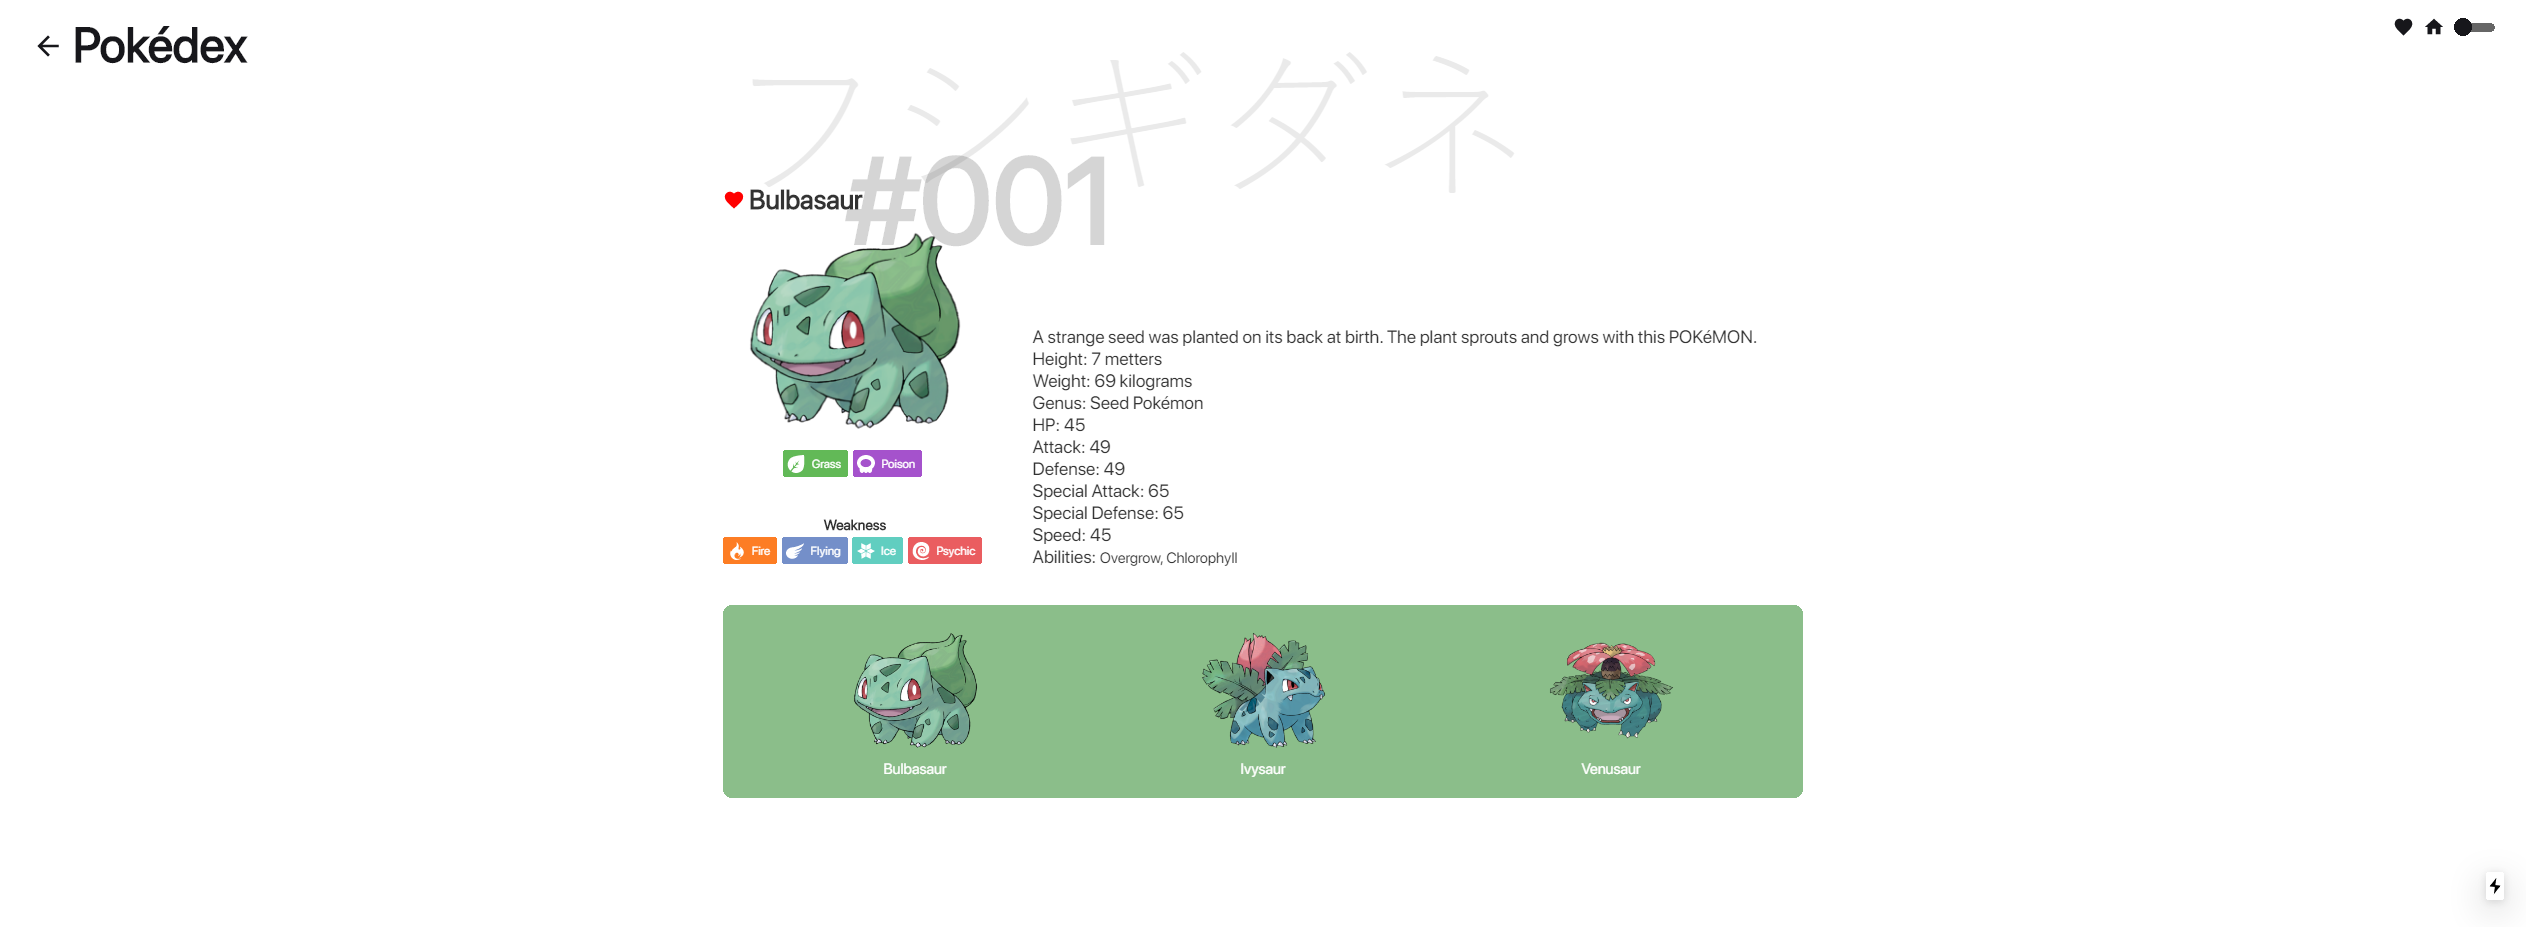 Pokédex
フシギダネ
#001
Bulbasaur
A strange seed was planted on its back at birth. The plant sprouts and grows with this POKéMON.
Height: 7 metters
Weight: 69 kilograms
Genus: Seed Pokémon
HP: 45
Attack: 49
Defense: 49
Special Attack: 65
Special Defense: 65
Speed: 45
Abilities: Overgrow, Chlorophyll
Grass Poison
Weakness
Fire Flying Ice Psychic
Bulbasaur Ivysaur Venusaur